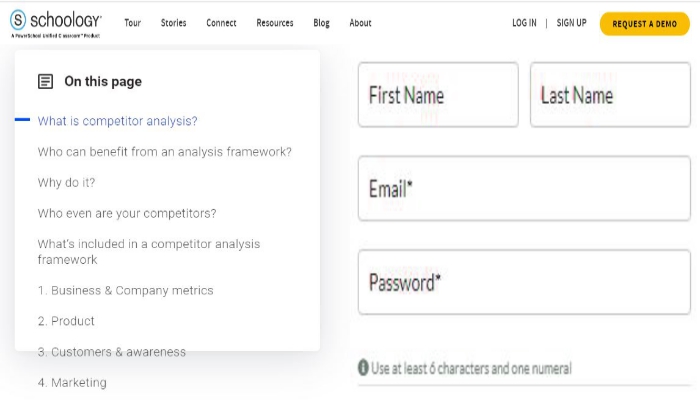 S schoology
A PowerSchool Unified Classroom™ Product
Tour Stories Connect Resources Blog About
LOG IN | SIGN UP REQUEST A DEMO
On this page
What is competitor analysis?
Who can benefit from an analysis framework?
Why do it?
Who even are your competitors?
What's included in a competitor analysis
framework
1. Business & Company metrics
2. Product
3. Customers & awareness
4. Marketing
First Name
Last Name
Email*
Password*
Use at least 6 characters and one numeral